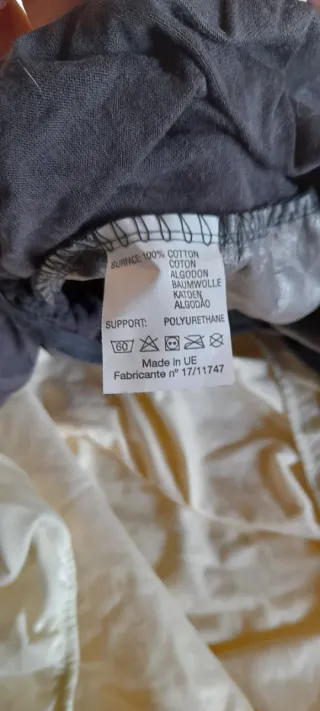 SURFACE: 100% COTTON
COTON
ALGODON
BAUMWOLLE
KATOEN
ALGODÃO
SUPPORT: POLYURETHANE
60
Made in UE
Fabricante nº 17/11747